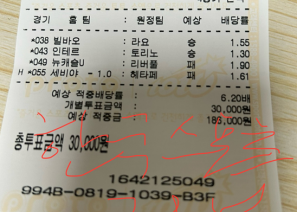 경기 홈 팀 : 원정팀 예상 배당률
*038 빌바오 : 라요 승 1.55
*043 인테르 : 토리노 승 1.30
*049 뉴캐슬U : 리버풀 패 1.90
H *055 세비야 - 1.0 : 헤타페 패 1.61
예상 적중배당률 : 6.20배
개별투표금액 : 30,000원
예상 적중금 : 186,000원
총투표금액 30,000원
1642125049
994B-0819-1039-B3F